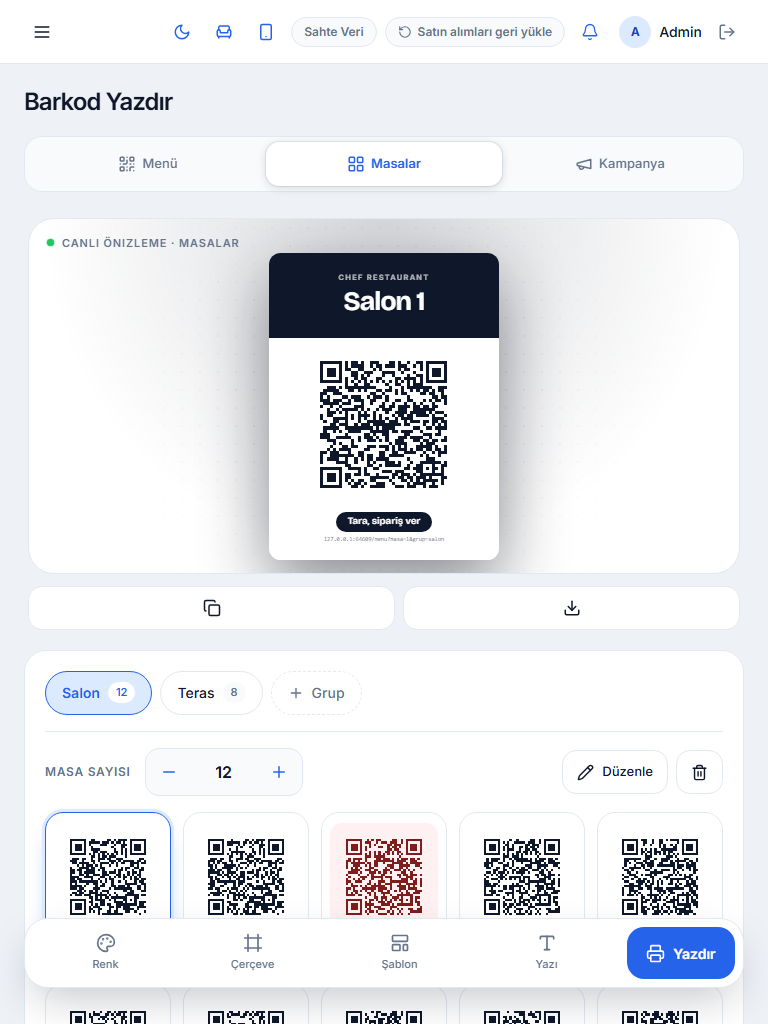 Sahte Veri
Satın alımları geri yükle
A
Admin
Barkod Yazdır
Menü
Masalar
Kampanya
CANLI ÖNİZLEME · MASALAR
CHEF RESTAURANT
Salon 1
Tara, sipariş ver
127.0.0.1:64609/menu?masa=1&grup=salon
Salon 12
Teras 8
Grup
MASA SAYISI
12
Düzenle
Renk
Çerçeve
Şablon
Yazı
Yazdır